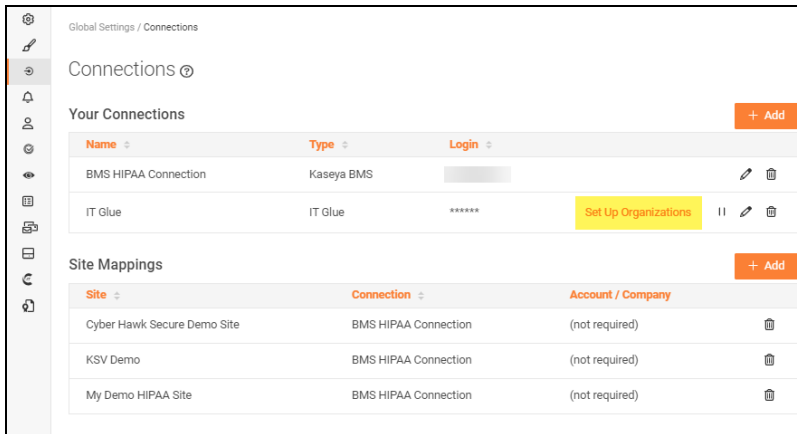 Global Settings / Connections
Connections
Your Connections
+ Add
Name Type Login
BMS HIPAA Connection Kaseya BMS
IT Glue IT Glue ****** Set Up Organizations
Site Mappings
+ Add
Site Connection Account / Company
Cyber Hawk Secure Demo Site BMS HIPAA Connection (not required)
KSV Demo BMS HIPAA Connection (not required)
My Demo HIPAA Site BMS HIPAA Connection (not required)